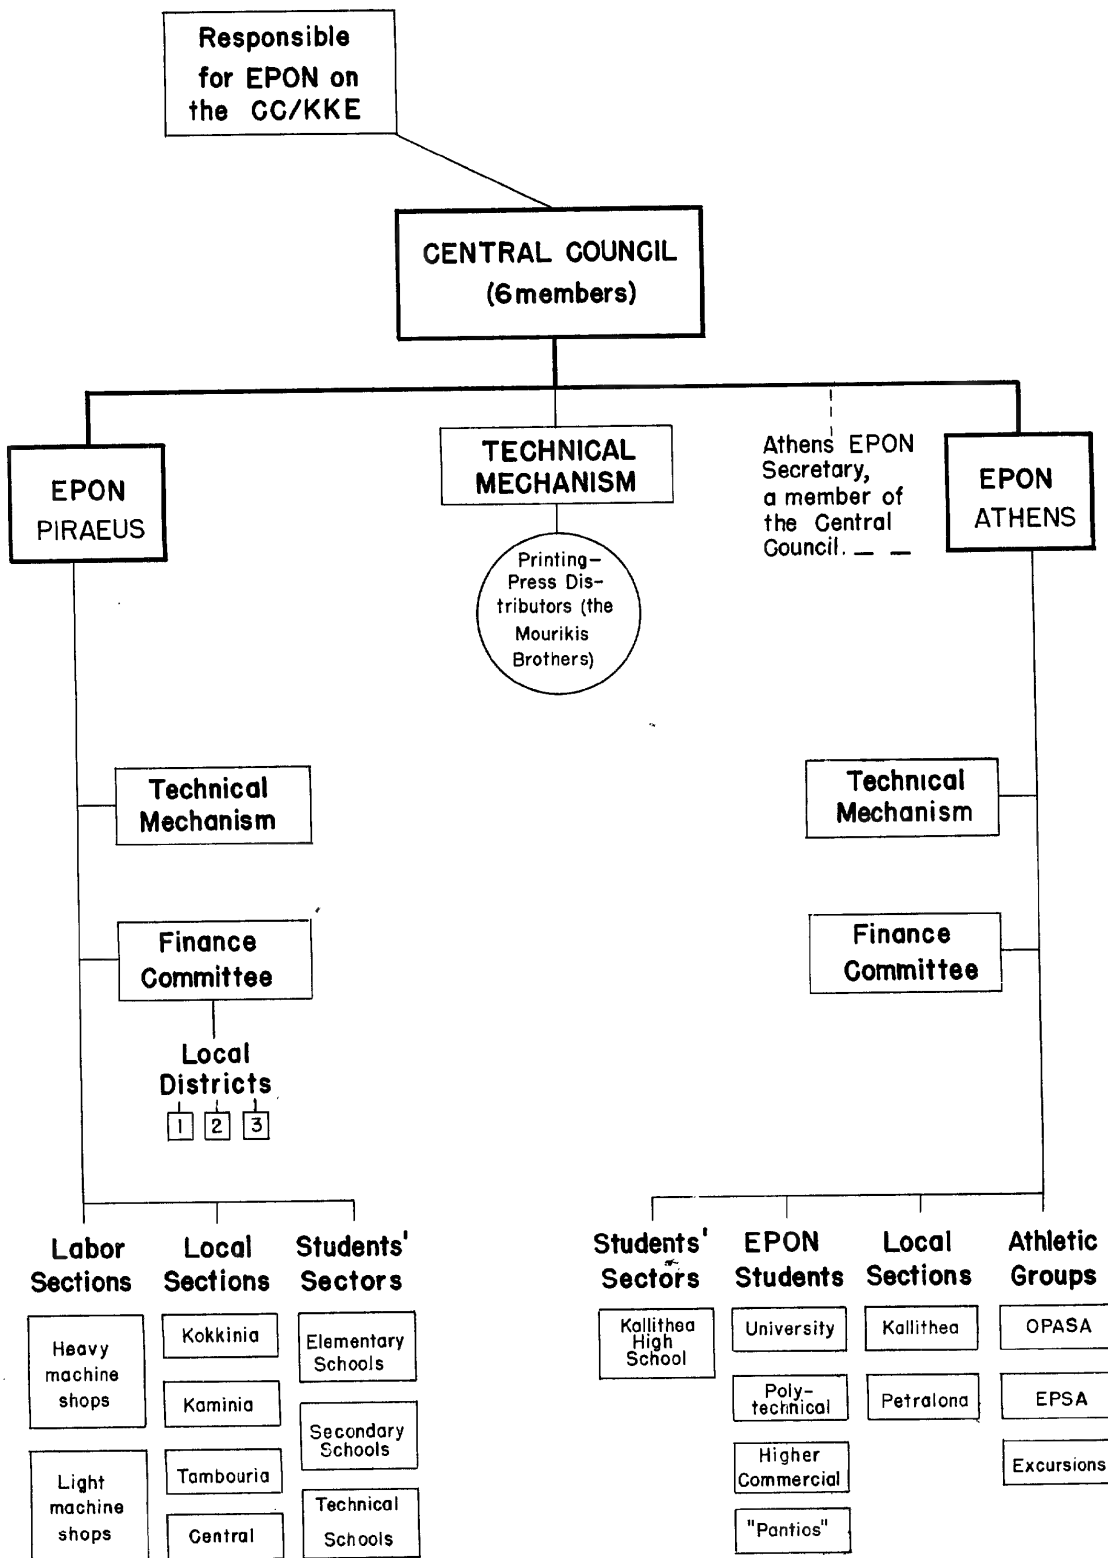 Responsible
for EPON on
the CC/KKE
CENTRAL COUNCIL
(6 members)
EPON
PIRAEUS
TECHNICAL
MECHANISM
Printing-
Press Dis-
tributors (the
Mourikis
Brothers)
Athens EPON
Secretary,
a member of
the Central
Council. _ _
EPON
ATHENS
Technical
Mechanism
Finance
Committee
Local
Districts
1 2 3
Technical
Mechanism
Finance
Committee
Labor
Sections
Heavy
machine
shops
Light
machine
shops
Local
Sections
Kokkinia
Kaminia
Tambouria
Central
Students'
Sectors
Elementary
Schools
Secondary
Schools
Technical
Schools
Students'
Sectors
Kallithea
High
School
EPON
Students
University
Poly-
technical
Higher
Commercial
"Pantios"
Local
Sections
Kallithea
Petralona
Athletic
Groups
OPASA
EPSA
Excursions